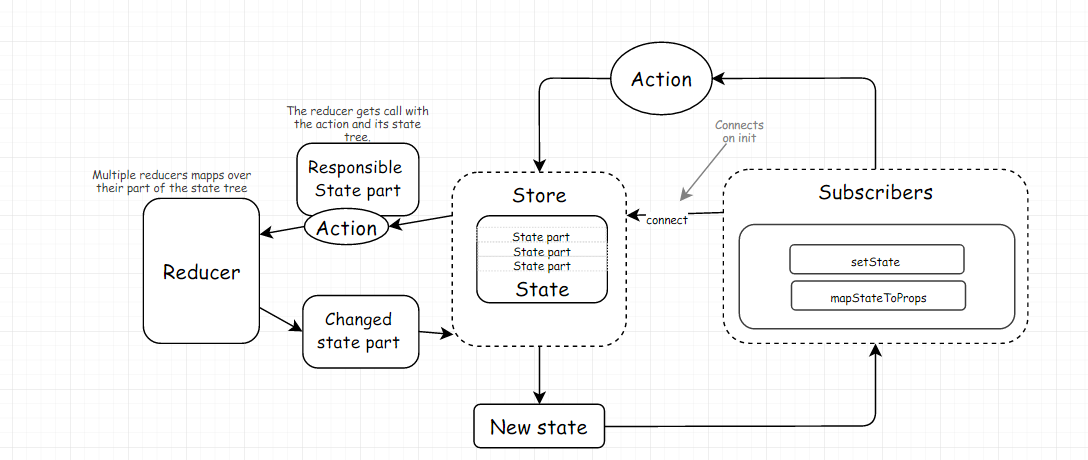 Action
The reducer gets call with
the action and its state
tree.
Connects
on init
Responsible
State part
Multiple reducers mapps over
their part of the state tree
Store
Subscribers
connect
Action
State part
State part
State part
State
setState
mapStateToProps
Reducer
Changed
state part
New state